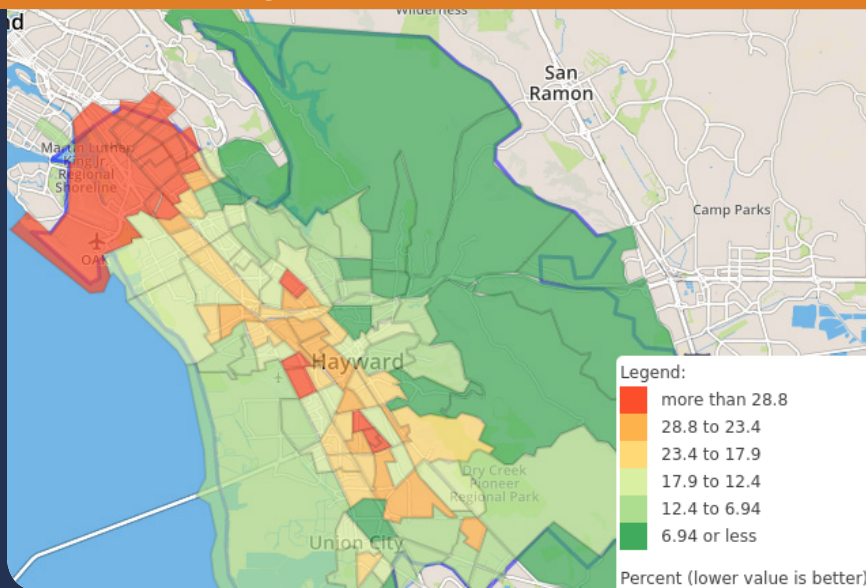 Wilderness
San
Ramon
Martin Luther
King Jr.
Regional
Shoreline
Camp Parks
OAK
Hayward
Dry Creek
Pioneer
Regional Park
Union City
Legend:
more than 28.8
28.8 to 23.4
23.4 to 17.9
17.9 to 12.4
12.4 to 6.94
6.94 or less
Percent (lower value is better)